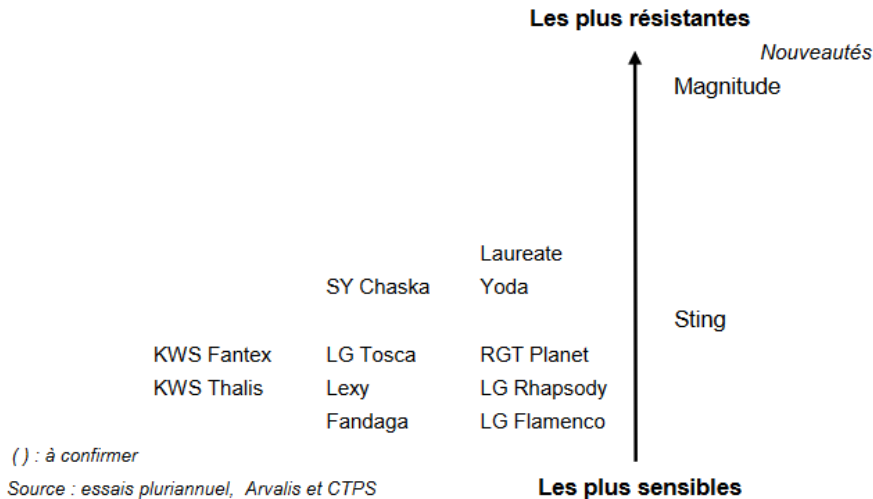 Les plus résistantes
Nouveautés
Magnitude
Laureate
SY Chaska Yoda
Sting
KWS Fantex LG Tosca RGT Planet
KWS Thalis Lexy LG Rhapsody
Fandaga LG Flamenco
( ) : à confirmer
Source : essais pluriannuel, Arvalis et CTPS
Les plus sensibles